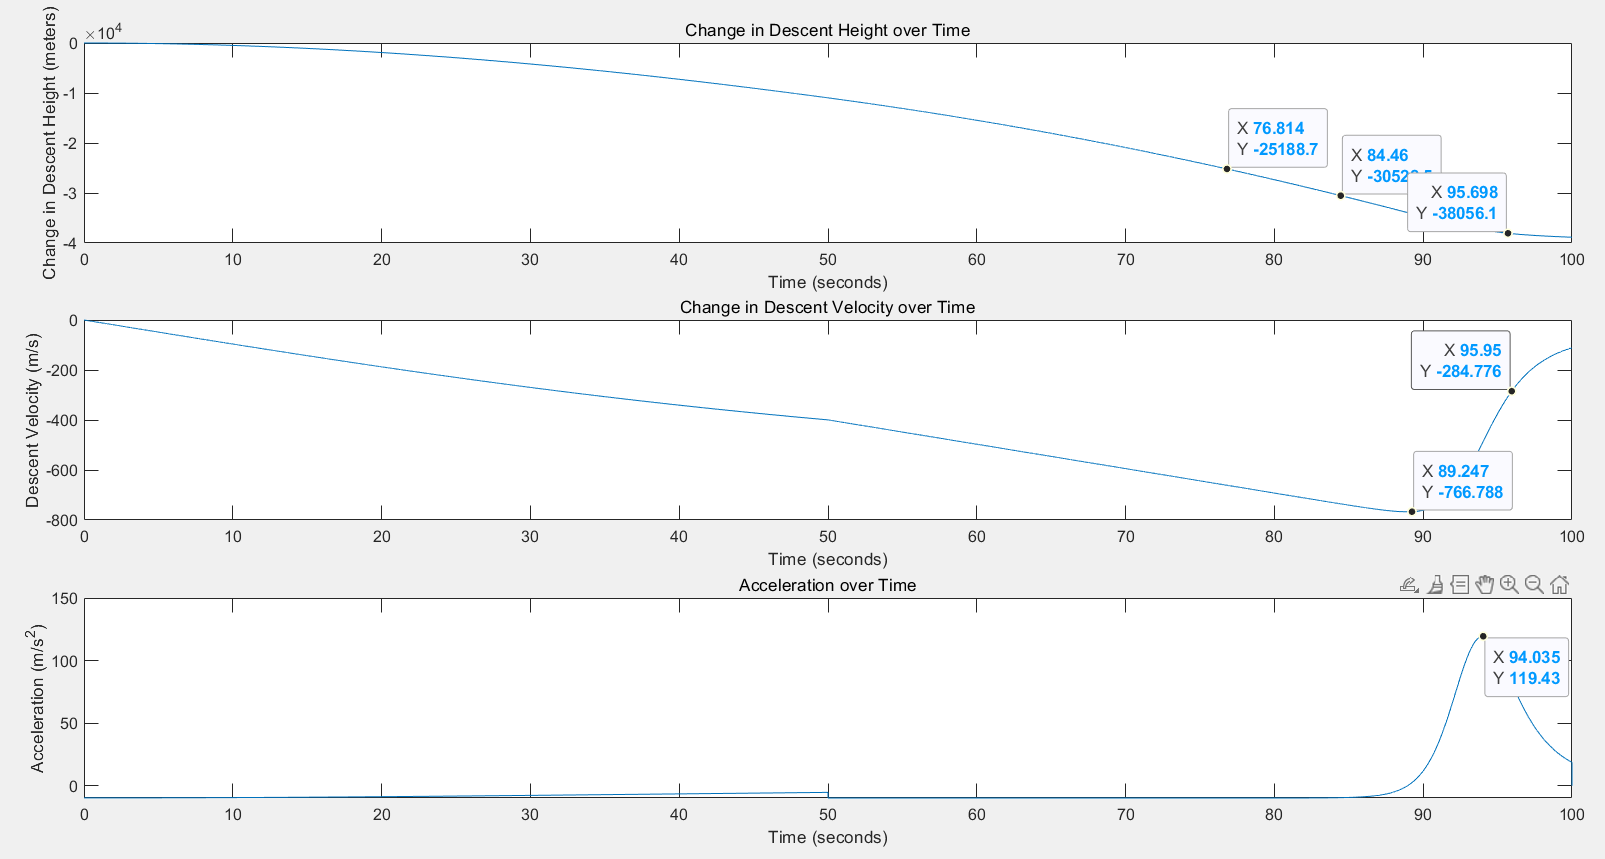 Change in Descent Height over Time
×10⁴
Change in Descent Height (meters)
0
-1
-2
-3
-4
X 76.814
Y -25188.7
X 84.46
X 95.698
Y -38056.1
0 10 20 30 40 50 60 70 80 90 100
Time (seconds)
Change in Descent Velocity over Time
Descent Velocity (m/s)
0
-200
-400
-600
-800
X 95.95
Y -284.776
X 89.247
Y -766.788
0 10 20 30 40 50 60 70 80 90 100
Time (seconds)
Acceleration over Time
Acceleration (m/s²)
150
100
50
0
X 94.035
Y 119.43
0 10 20 30 40 50 60 70 80 90 100
Time (seconds)